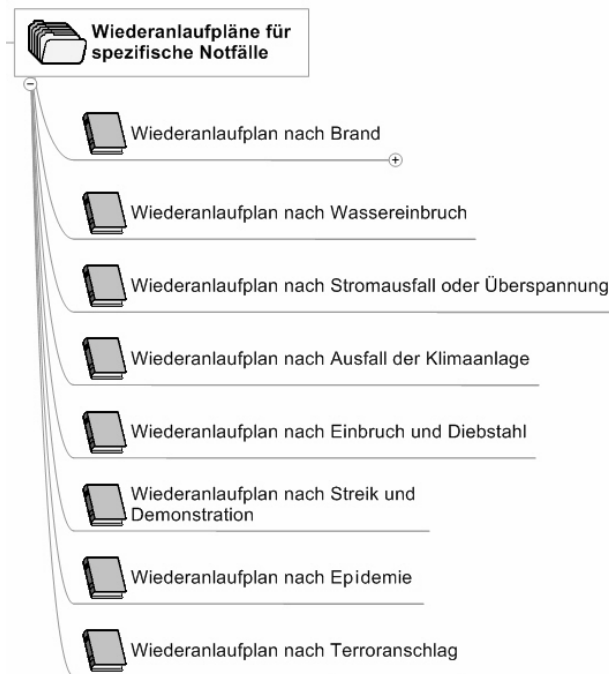 Wiederanlaufpläne für
spezifische Notfälle
Wiederanlaufplan nach Brand
Wiederanlaufplan nach Wassereinbruch
Wiederanlaufplan nach Stromausfall oder Überspannung
Wiederanlaufplan nach Ausfall der Klimaanlage
Wiederanlaufplan nach Einbruch und Diebstahl
Wiederanlaufplan nach Streik und
Demonstration
Wiederanlaufplan nach Epidemie
Wiederanlaufplan nach Terroranschlag